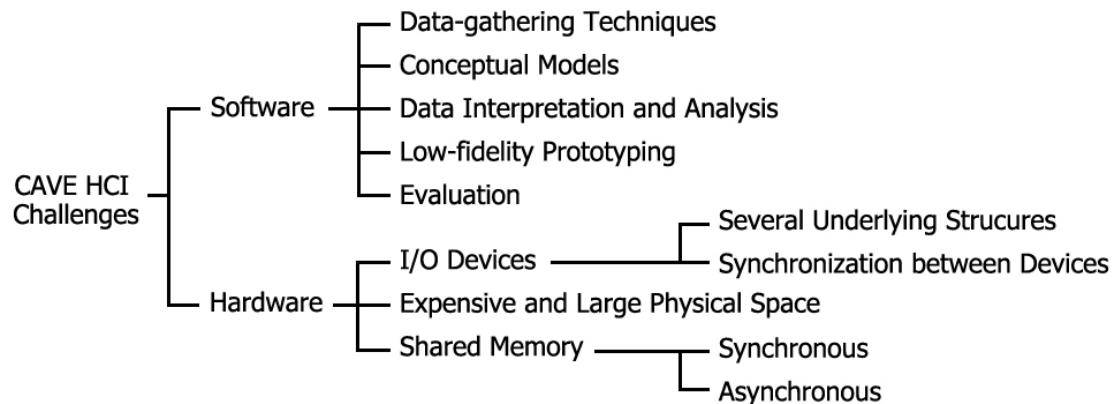 Data-gathering Techniques
Conceptual Models
Software
Data Interpretation and Analysis
Low-fidelity Prototyping
Evaluation
CAVE HCI
Challenges
Several Underlying Strucures
I/O Devices
Synchronization between Devices
Hardware
Expensive and Large Physical Space
Shared Memory
Synchronous
Asynchronous